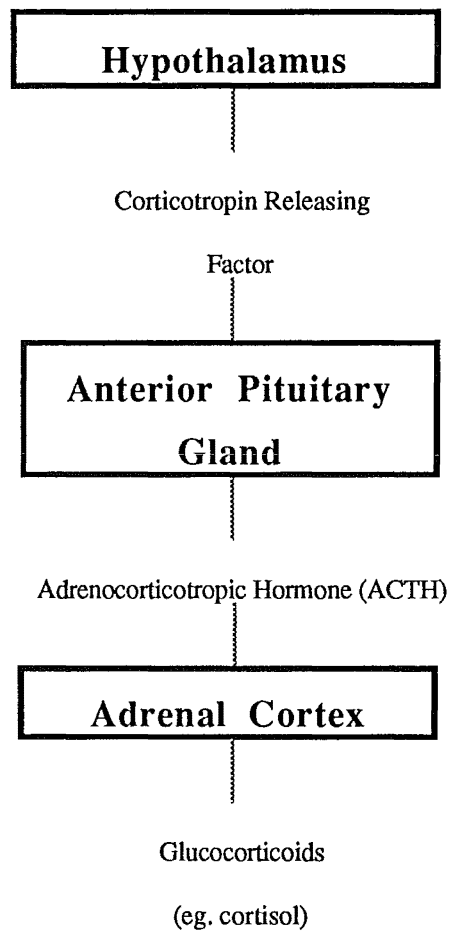 Hypothalamus
Corticotropin Releasing
Factor
Anterior Pituitary
Gland
Adrenocorticotropic Hormone (ACTH)
Adrenal Cortex
Glucocorticoids
(eg. cortisol)